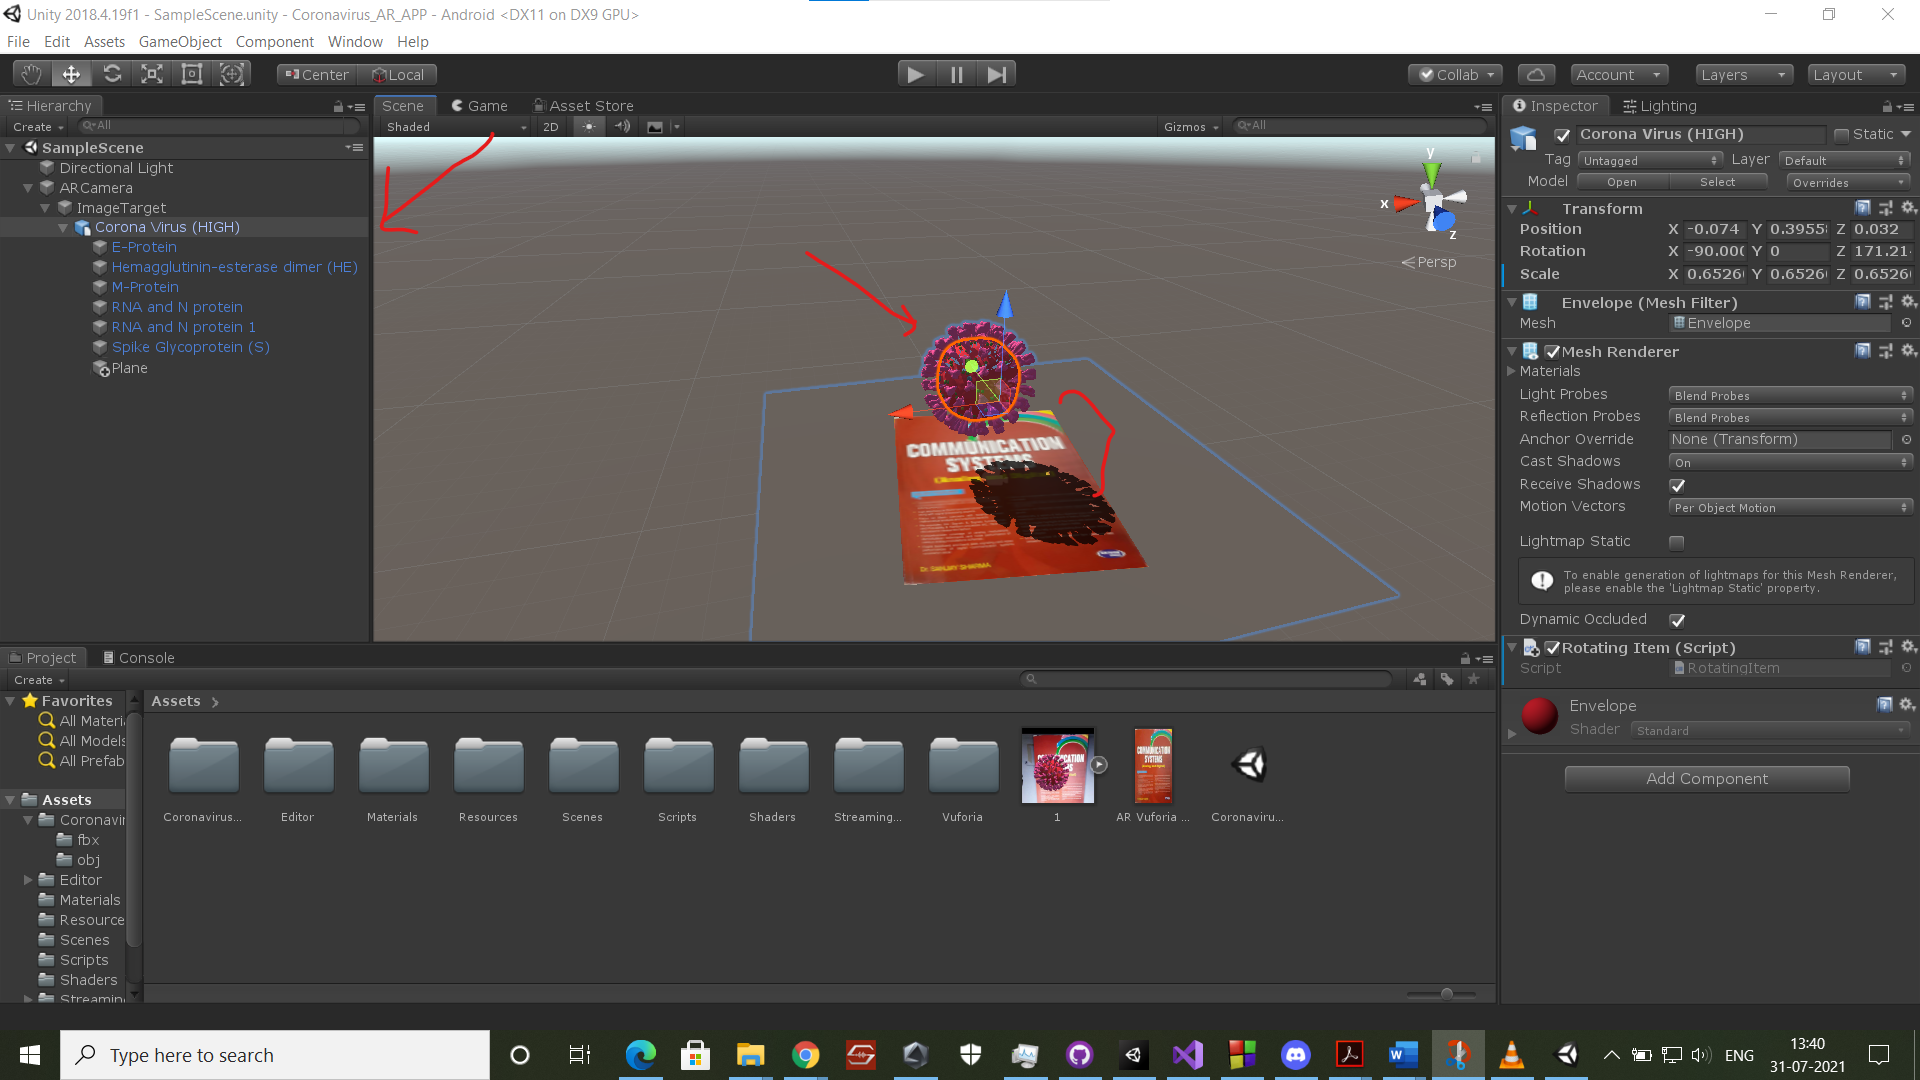 Unity 2018.4.19f1 - SampleScene.unity - Coronavirus_AR_APP - Android <DX11 on DX9 GPU>
File Edit Assets GameObject Component Window Help
Center Local
Collab Account Layers Layout
Hierarchy
Create All
SampleScene
Directional Light
ARCamera
ImageTarget
Corona Virus (HIGH)
E-Protein
Hemagglutinin-esterase dimer (HE)
M-Protein
RNA and N protein
RNA and N protein 1
Spike Glycoprotein (S)
Plane
Scene Game Asset Store
Shaded 2D Gizmos All
y
x
z
Persp
COMMUNICATION
SYSTEMS
Dr. SANJAY SHARMA
Inspector Lighting
Corona Virus (HIGH) Static
Tag Untagged Layer Default
Model Open Select Overrides
Transform
Position X -0.074 Y 0.3955 Z 0.032
Rotation X -90.000 Y 0 Z 171.21
Scale X 0.6526 Y 0.6526 Z 0.6526
Envelope (Mesh Filter)
Mesh Envelope
Mesh Renderer
Materials
Light Probes Blend Probes
Reflection Probes Blend Probes
Anchor Override None (Transform)
Cast Shadows On
Receive Shadows
Motion Vectors Per Object Motion
Lightmap Static
To enable generation of lightmaps for this Mesh Renderer,
please enable the 'Lightmap Static' property.
Dynamic Occluded
Rotating Item (Script)
Script RotatingItem
Envelope
Shader Standard
Add Component
Project Console
Create
Favorites
All Materi
All Models
All Prefab
Assets
Coronavir
fbx
obj
Editor
Materials
Resource
Scenes
Scripts
Shaders
Streaming
Assets
Coronavirus... Editor Materials Resources Scenes Scripts Shaders Streaming... Vuforia 1 AR Vuforia ... Coronaviru...
COMMUNICATION
SYSTEMS
Type here to search
ENG
13:40
31-07-2021